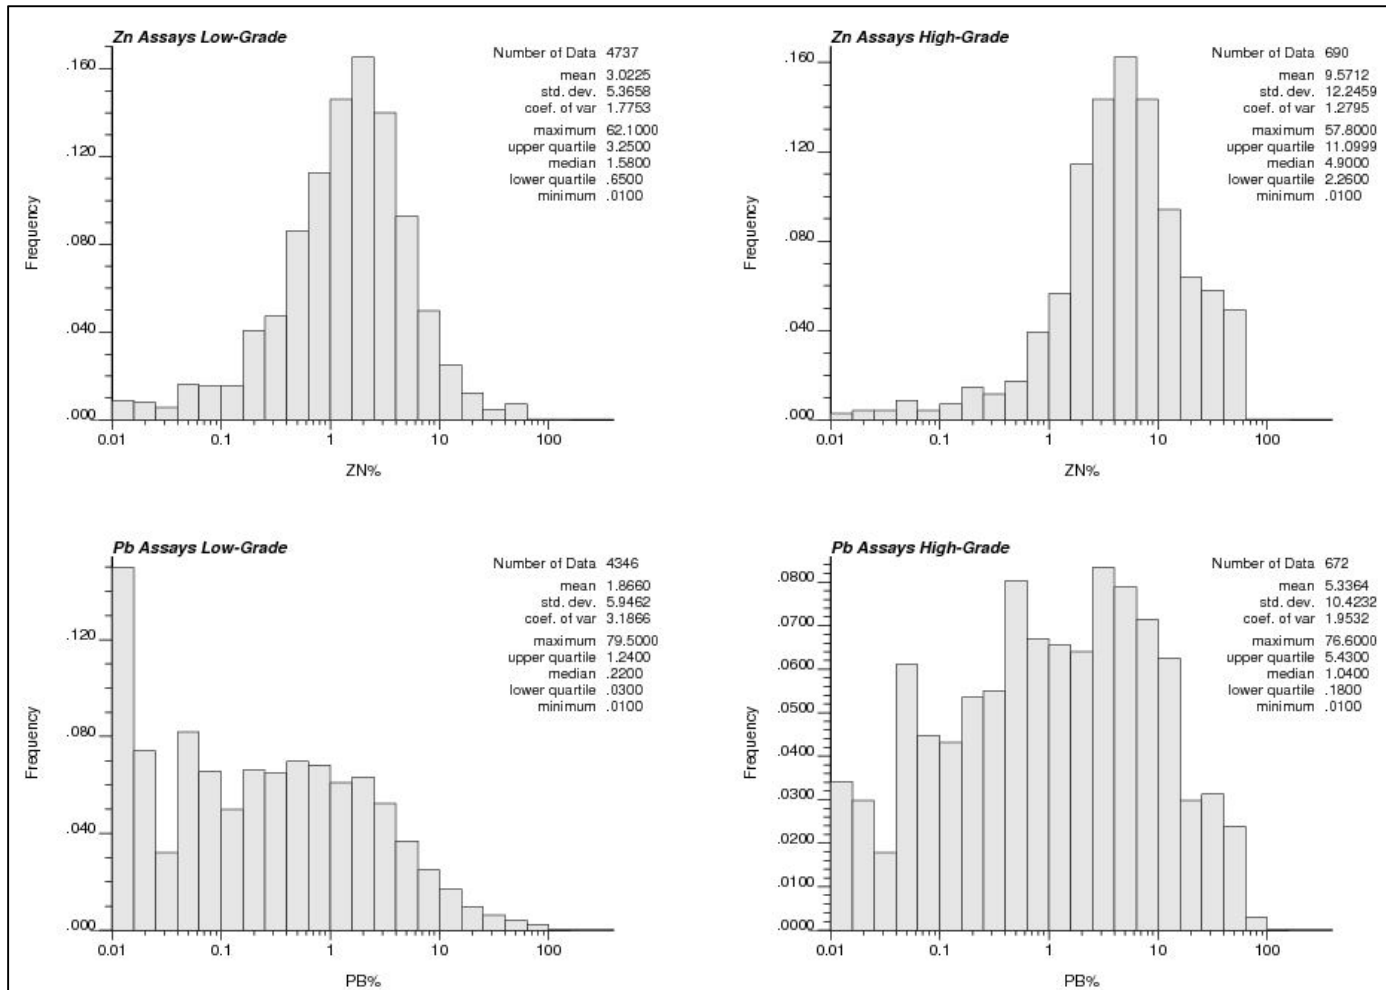 Zn Assays Low-Grade
Number of Data 4737
mean 3.0225
std. dev. 5.3658
coef. of var 1.7753
maximum 62.1000
upper quartile 3.2500
median 1.5800
lower quartile .6500
minimum .0100
.160
.120
.080
.040
.000
Frequency
0.01 0.1 1 10 100
ZN%
Zn Assays High-Grade
Number of Data 690
mean 9.5712
std. dev. 12.2459
coef. of var 1.2795
maximum 57.8000
upper quartile 11.0999
median 4.9000
lower quartile 2.2600
minimum .0100
.160
.120
.080
.040
.000
Frequency
0.01 0.1 1 10 100
ZN%
Pb Assays Low-Grade
Number of Data 4346
mean 1.8660
std. dev. 5.9462
coef. of var 3.1866
maximum 79.5000
upper quartile 1.2400
median .2200
lower quartile .0300
minimum .0100
.120
.080
.040
.000
Frequency
0.01 0.1 1 10 100
PB%
Pb Assays High-Grade
Number of Data 672
mean 5.3364
std. dev. 10.4232
coef. of var 1.9532
maximum 76.6000
upper quartile 5.4300
median 1.0400
lower quartile .1800
minimum .0100
.0800
.0700
.0600
.0500
.0400
.0300
.0200
.0100
.0000
Frequency
0.01 0.1 1 10 100
PB%